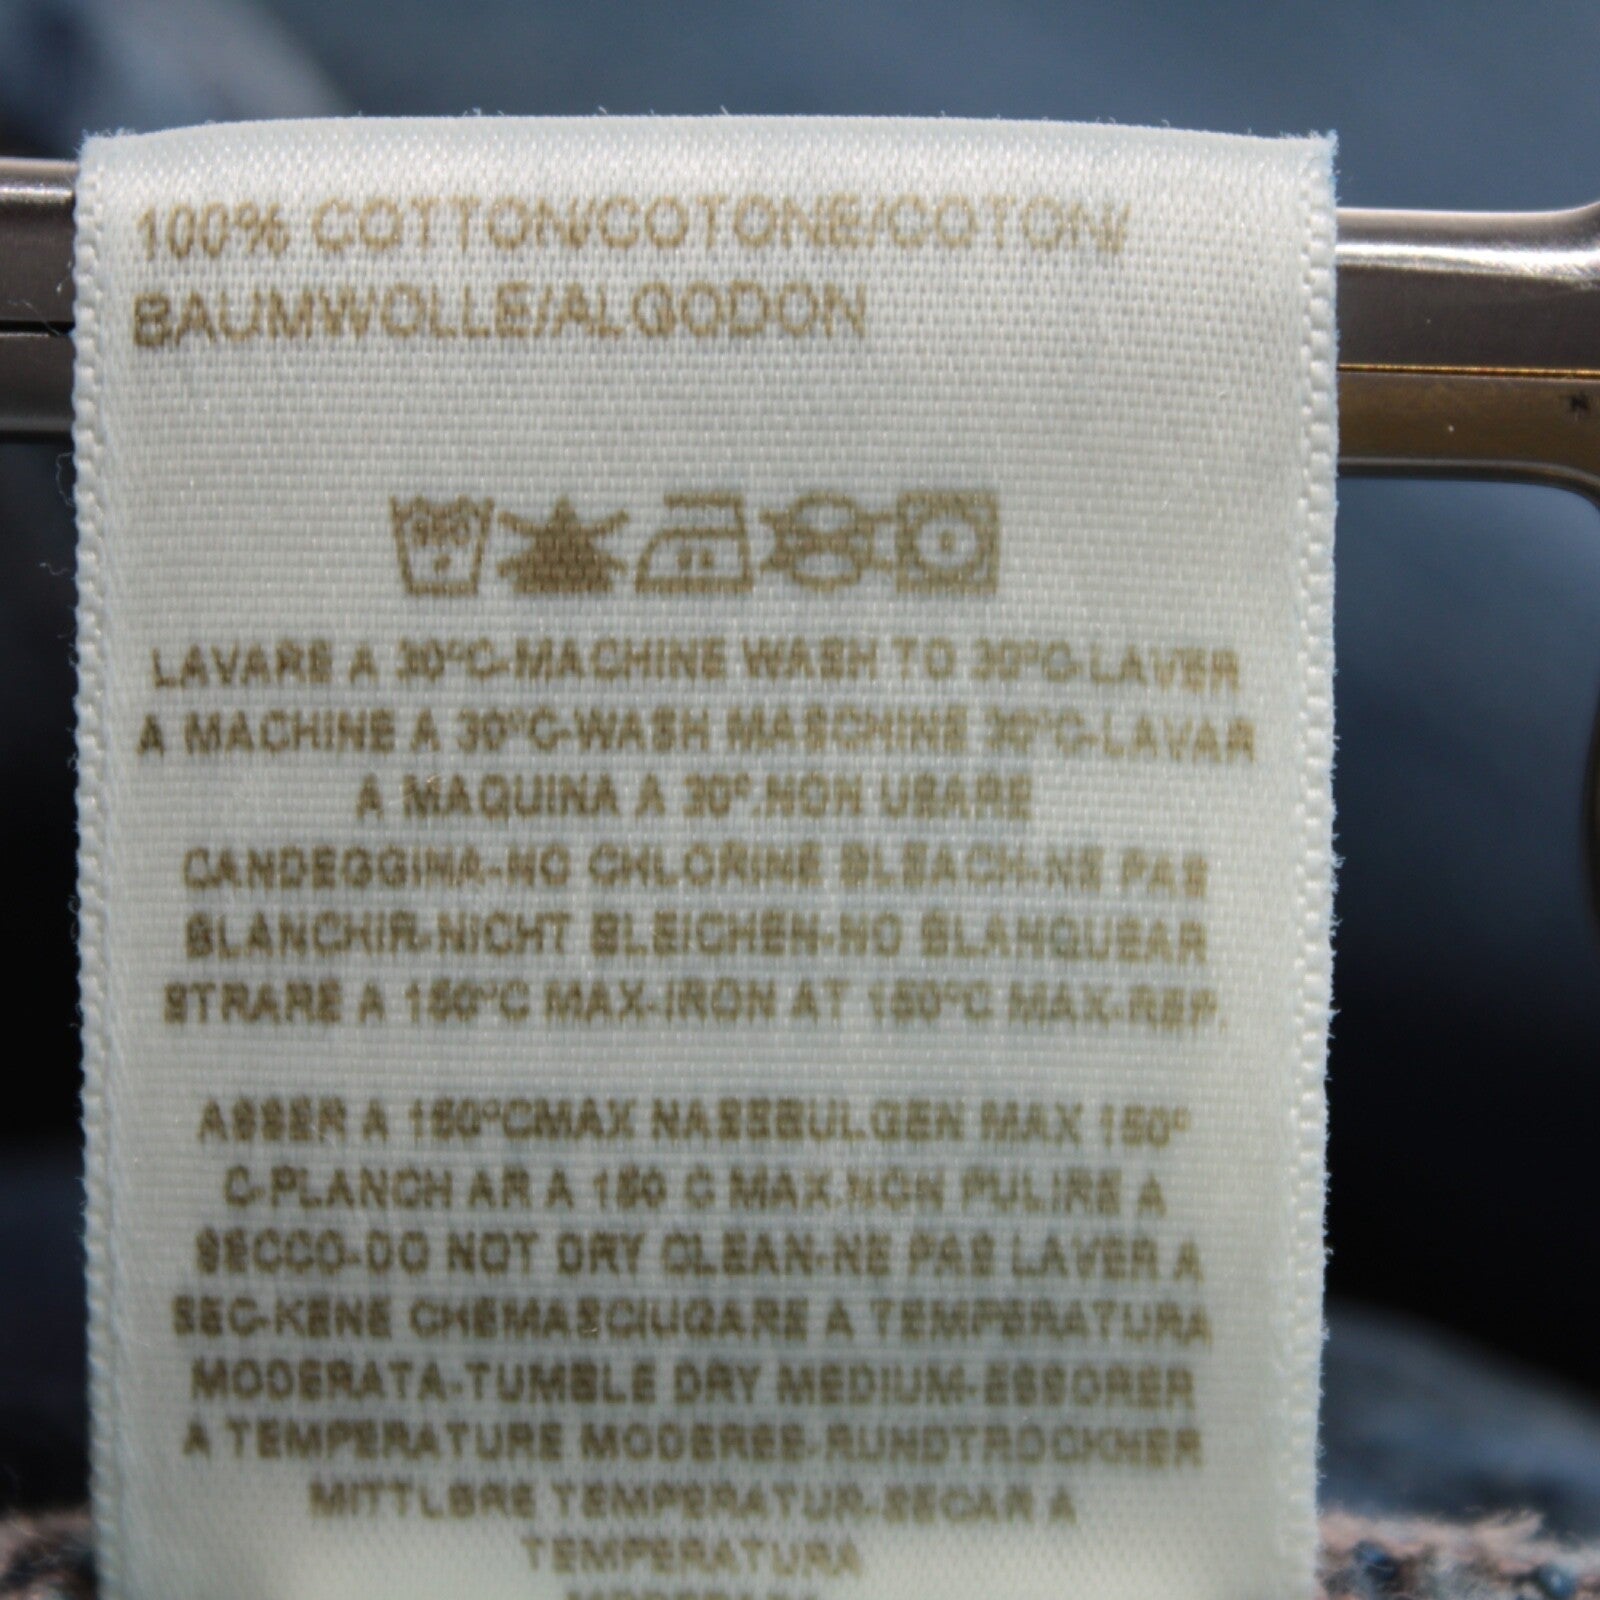 100% COTTON/COTONE/COTON/
BAUMWOLLE/ALGODON
LAVARE A 30°C-MACHINE WASH TO 30°C-LAVER
A MACHINE A 30°C-WASH MASCHINE 30°C-LAVAR
A MAQUINA A 30°.NON USARE
CANDEGGINA-NO CHLORINE BLEACH-NE PAS
BLANCHIR-NICHT BLEICHEN-NO BLANQUEAR
STRARE A 150°C MAX-IRON AT 150°C MAX-REP.
ASSER A 150°CMAX NASSBULGEN MAX 150°
C-PLANCH AR A 150 C MAX.NON PULIRE A
SECCO-DO NOT DRY CLEAN-NE PAS LAVER A
SEC-KENE CHEMASCIUGARE A TEMPERATURA
MODERATA-TUMBLE DRY MEDIUM-ESSORER
A TEMPERATURE MODEREE-RUNDTROCKNER
MITTLERE TEMPERATUR-SECAR A
TEMPERATURA